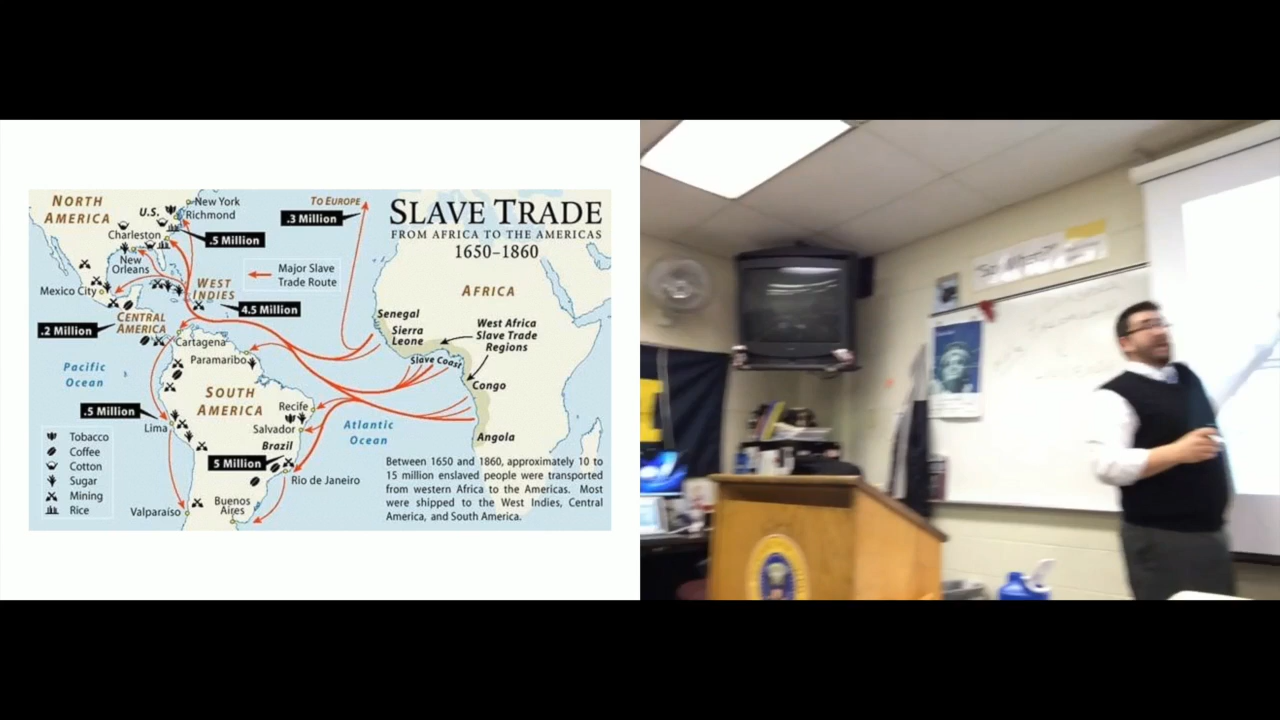 SLAVE TRADE
FROM AFRICA TO THE AMERICAS
1650–1860
NORTH
AMERICA
U.S.
New York
Richmond
Charleston
.5 Million
New
Orleans
TO EUROPE
.3 Million
Major Slave
Trade Route
Mexico City
WEST
INDIES
4.5 Million
CENTRAL
AMERICA
.2 Million
AFRICA
Senegal
Sierra
Leone
West Africa
Slave Trade
Regions
Slave Coast
Congo
Angola
Cartagena
Paramaribo
Pacific
Ocean
SOUTH
AMERICA
Recife
Salvador
Brazil
Atlantic
Ocean
.5 Million
Lima
5 Million
Rio de Janeiro
Buenos
Aires
Valparaíso
Tobacco
Coffee
Cotton
Sugar
Mining
Rice
Between 1650 and 1860, approximately 10 to
15 million enslaved people were transported
from western Africa to the Americas. Most
were shipped to the West Indies, Central
America, and South America.